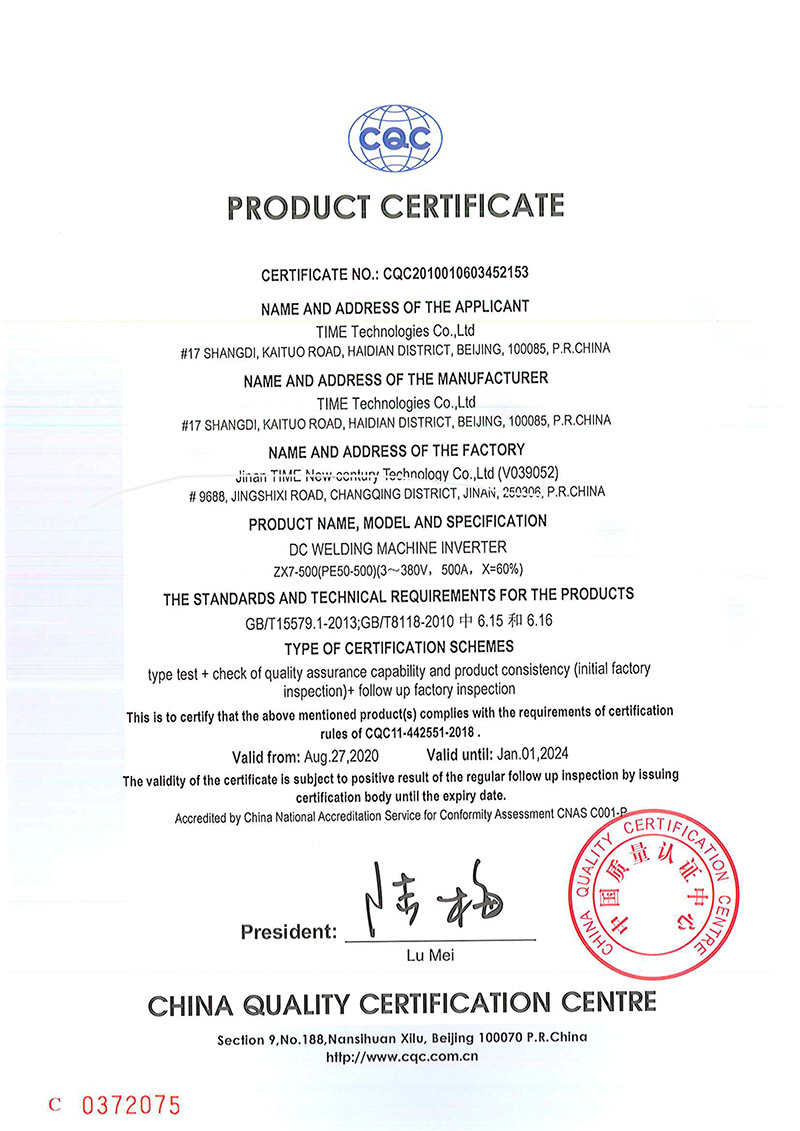 CQC
PRODUCT CERTIFICATE
CERTIFICATE NO.: CQC2010010603452153
NAME AND ADDRESS OF THE APPLICANT
TIME Technologies Co.,Ltd
#17 SHANGDI, KAITUO ROAD, HAIDIAN DISTRICT, BEIJING, 100085, P.R.CHINA
NAME AND ADDRESS OF THE MANUFACTURER
TIME Technologies Co.,Ltd
#17 SHANGDI, KAITUO ROAD, HAIDIAN DISTRICT, BEIJING, 100085, P.R.CHINA
NAME AND ADDRESS OF THE FACTORY
Jinan TIME New-century Technology Co.,Ltd (V039052)
# 9688, JINGSHIXI ROAD, CHANGQING DISTRICT, JINAN, 250306, P.R.CHINA
PRODUCT NAME, MODEL AND SPECIFICATION
DC WELDING MACHINE INVERTER
ZX7-500(PE50-500)(3～380V，500A，X=60%)
THE STANDARDS AND TECHNICAL REQUIREMENTS FOR THE PRODUCTS
GB/T15579.1-2013;GB/T8118-2010 中 6.15 和 6.16
TYPE OF CERTIFICATION SCHEMES
type test + check of quality assurance capability and product consistency (initial factory
inspection)+ follow up factory inspection
This is to certify that the above mentioned product(s) complies with the requirements of certification
rules of CQC11-442551-2018 .
Valid from: Aug.27,2020 Valid until: Jan.01,2024
The validity of the certificate is subject to positive result of the regular follow up inspection by issuing
certification body until the expiry date.
Accredited by China National Accreditation Service for Conformity Assessment CNAS C001-P
CHINA QUALITY CERTIFICATION CENTRE
中国质量认证中心
陆梅
President:
Lu Mei
CHINA QUALITY CERTIFICATION CENTRE
Section 9,No.188,Nansihuan Xilu, Beijing 100070 P.R.China
http://www.cqc.com.cn
C 0372075